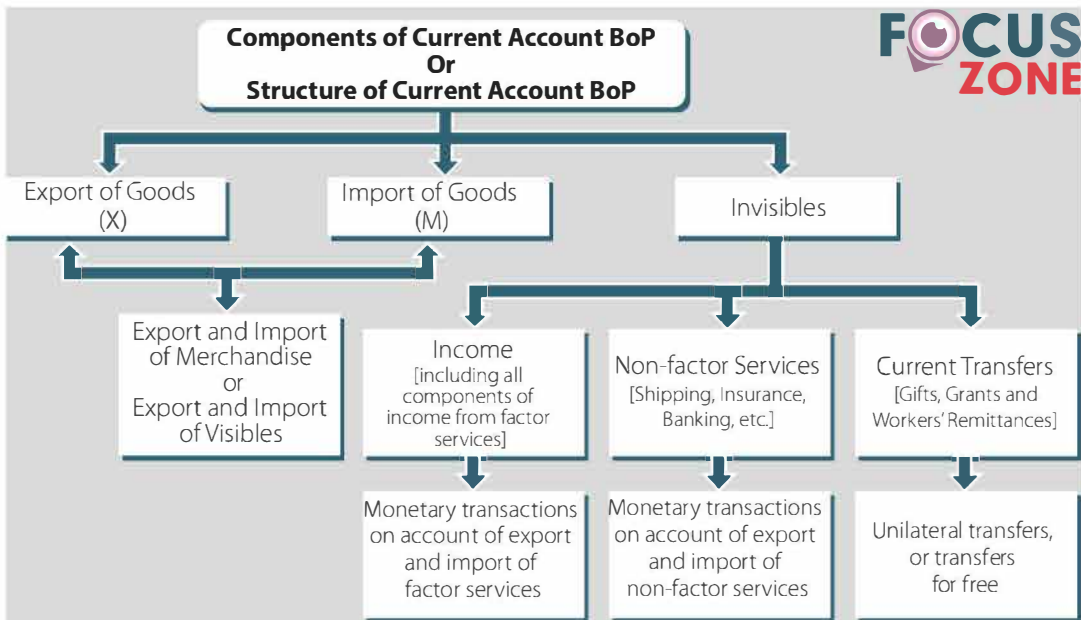 Components of Current Account BoP
Or
Structure of Current Account BoP
FOCUS
ZONE
Export of Goods
(X)
Import of Goods
(M)
Invisibles
Export and Import
of Merchandise
or
Export and Import
of Visibles
Income
[including all
components of
income from factor
services]
Non-factor Services
[Shipping, Insurance,
Banking, etc.]
Current Transfers
[Gifts, Grants and
Workers’ Remittances]
Monetary transactions
on account of export
and import of
factor services
Monetary transactions
on account of export
and import of
non-factor services
Unilateral transfers,
or transfers
for free